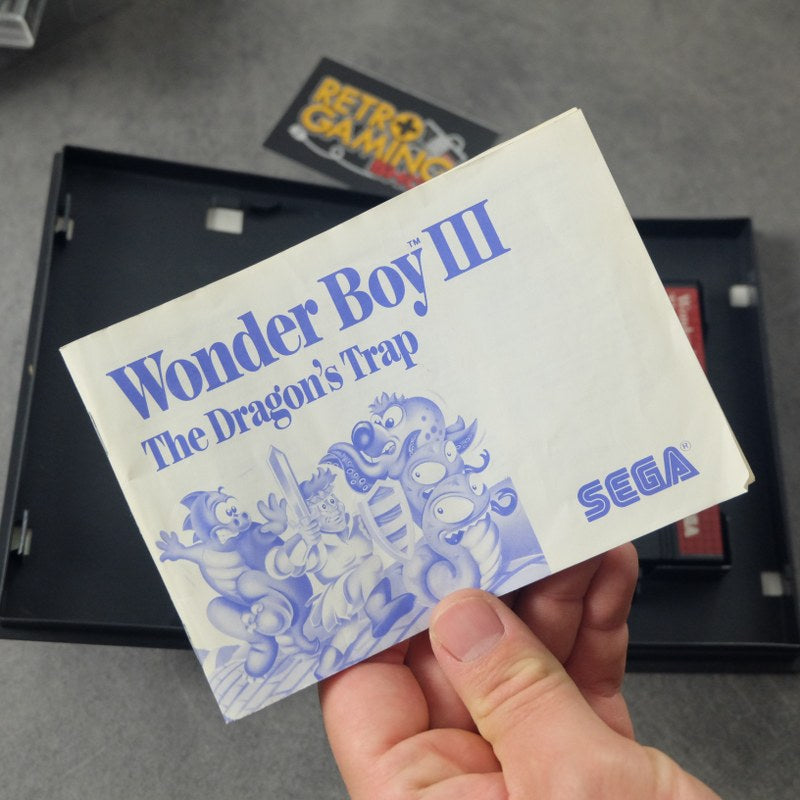 RETRO
GAMING
Wonder Boy™ III
The Dragon's Trap
SEGA®